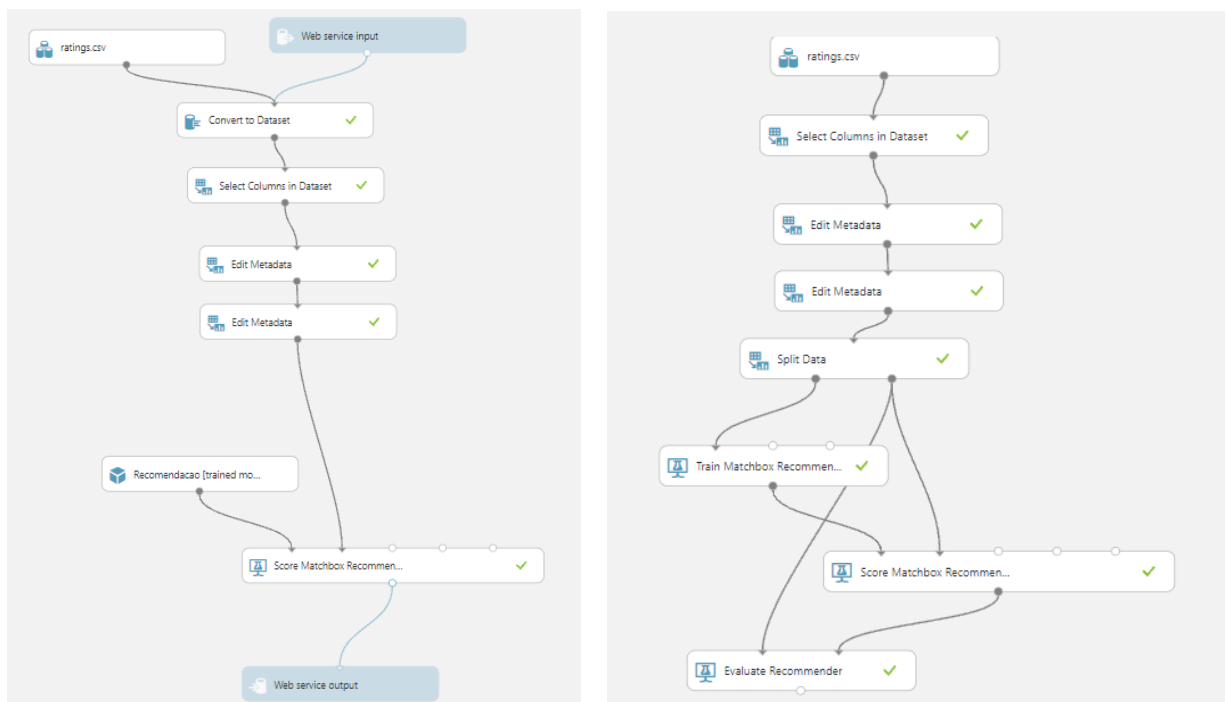 ratings.csv
Web service input
Convert to Dataset
Select Columns in Dataset
Edit Metadata
Edit Metadata
Recomendacao [trained mo...
Score Matchbox Recommen...
Web service output
ratings.csv
Select Columns in Dataset
Edit Metadata
Edit Metadata
Split Data
Train Matchbox Recommen...
Score Matchbox Recommen...
Evaluate Recommender